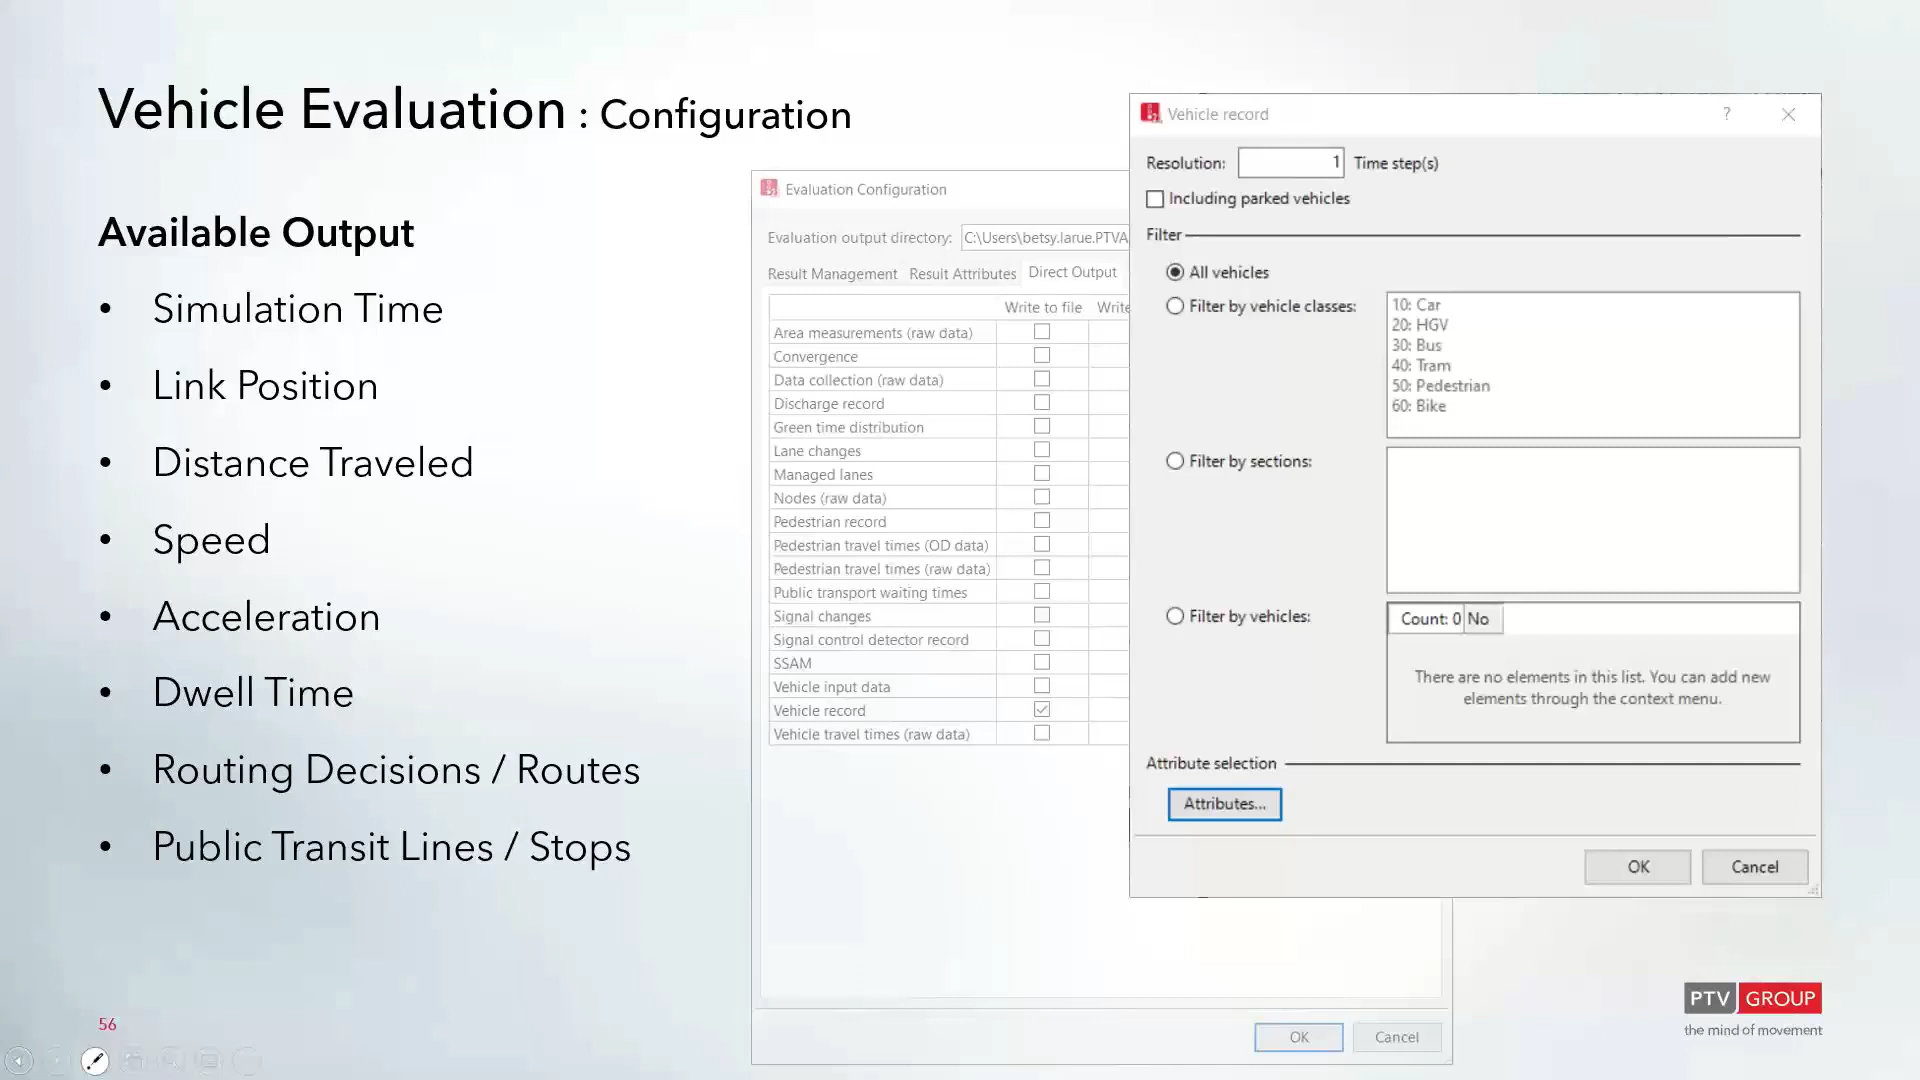 Vehicle Evaluation : Configuration
Available Output
• Simulation Time
• Link Position
• Distance Traveled
• Speed
• Acceleration
• Dwell Time
• Routing Decisions / Routes
• Public Transit Lines / Stops
56
Evaluation Configuration
Evaluation output directory: C:\Users\betsy.larue.PTVA
Result Management Result Attributes Direct Output
Write to file Write
Area measurements (raw data)
Convergence
Data collection (raw data)
Discharge record
Green time distribution
Lane changes
Managed lanes
Nodes (raw data)
Pedestrian record
Pedestrian travel times (OD data)
Pedestrian travel times (raw data)
Public transport waiting times
Signal changes
Signal control detector record
SSAM
Vehicle input data
Vehicle record
Vehicle travel times (raw data)
OK Cancel
Vehicle record ?
Resolution: 1 Time step(s)
Including parked vehicles
Filter
All vehicles
Filter by vehicle classes:
10: Car
20: HGV
30: Bus
40: Tram
50: Pedestrian
60: Bike
Filter by sections:
Filter by vehicles:
Count: 0 No
There are no elements in this list. You can add new
elements through the context menu.
Attribute selection
Attributes...
OK Cancel
PTV GROUP
the mind of movement